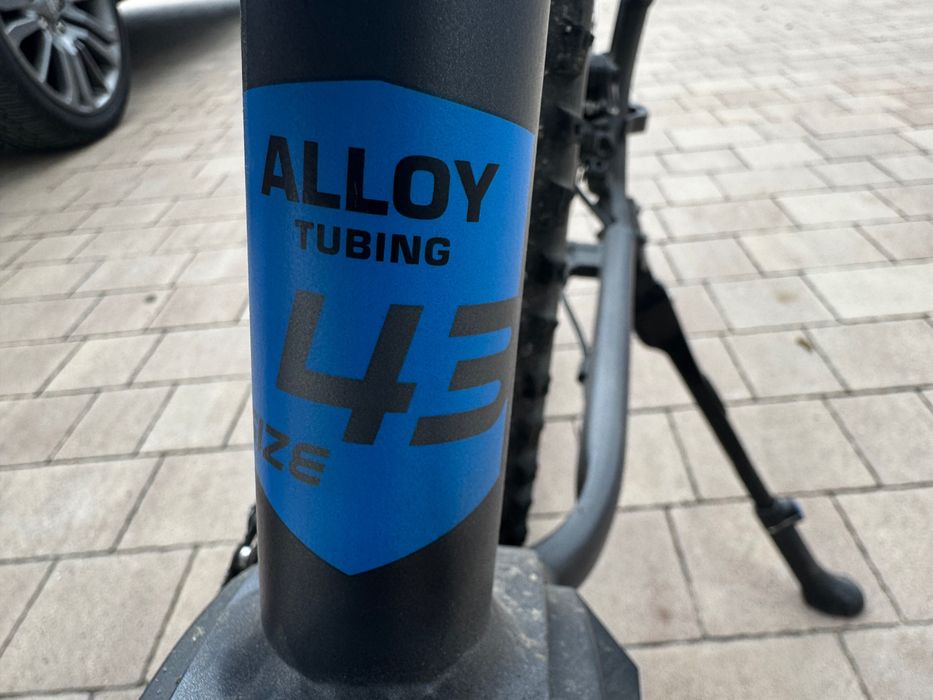 ALLOY
TUBING
43
IZE